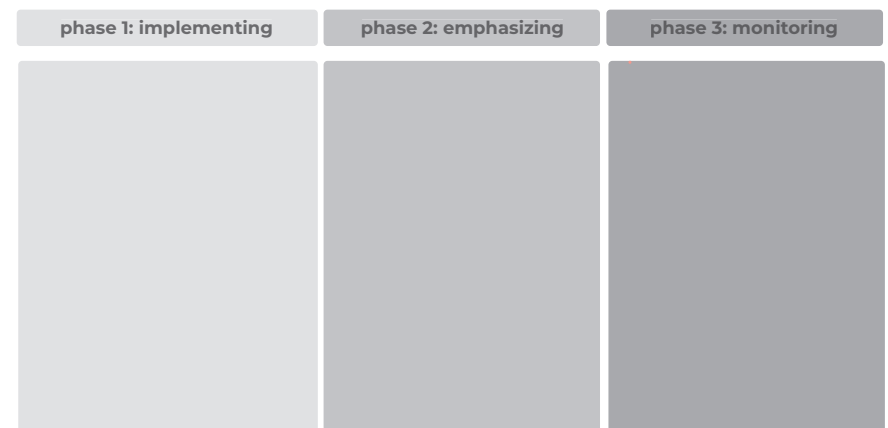 phase 1: implementing
phase 2: emphasizing
phase 3: monitoring